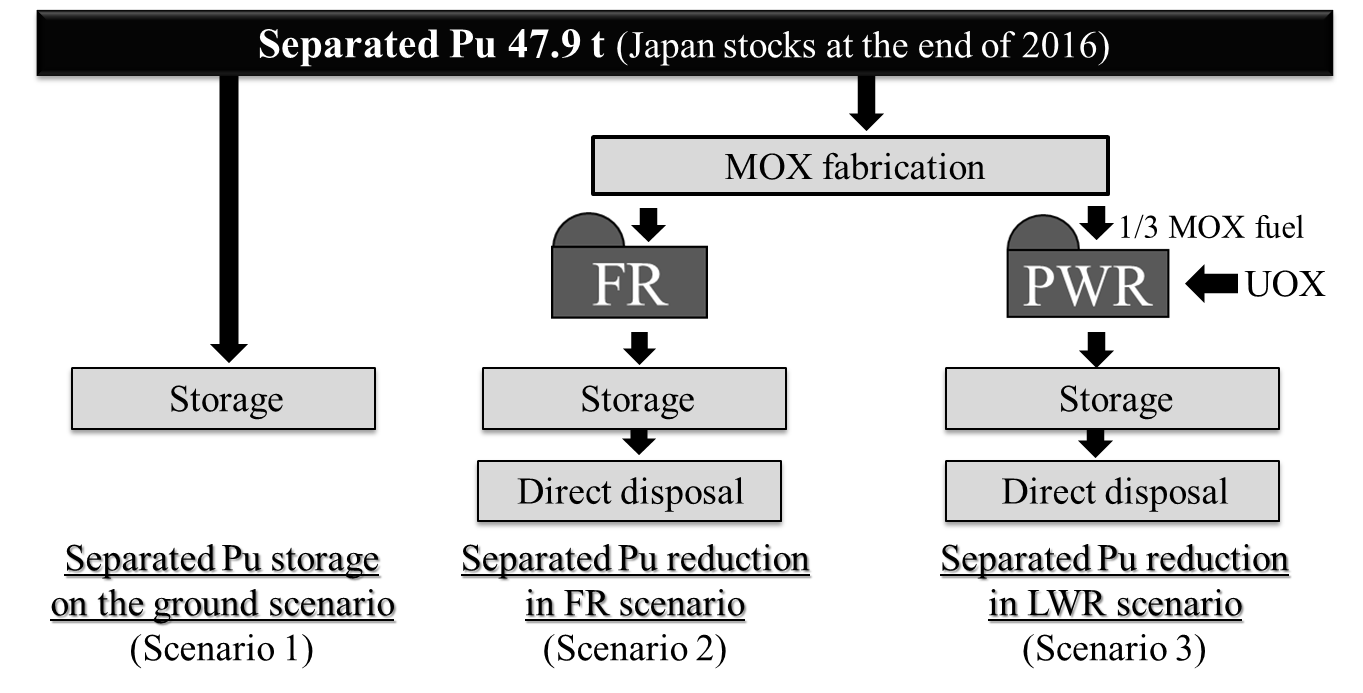 Separated Pu 47.9 t (Japan stocks at the end of 2016)
MOX fabrication
1/3 MOX fuel
FR
PWR
UOX
Storage
Storage
Storage
Direct disposal
Direct disposal
Separated Pu storage
on the ground scenario
(Scenario 1)
Separated Pu reduction
in FR scenario
(Scenario 2)
Separated Pu reduction
in LWR scenario
(Scenario 3)